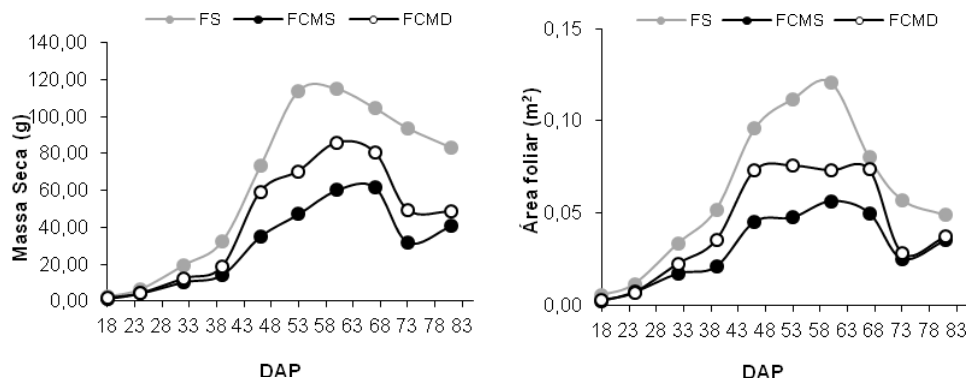 FS FCMS FCMD
Massa Seca (g)
140,00
120,00
100,00
80,00
60,00
40,00
20,00
0,00
18 23 28 33 38 43 48 53 58 63 68 73 78 83
DAP
FS FCMS FCMD
Área foliar (m²)
0,15
0,10
0,05
0,00
18 23 28 33 38 43 48 53 58 63 68 73 78 83
DAP